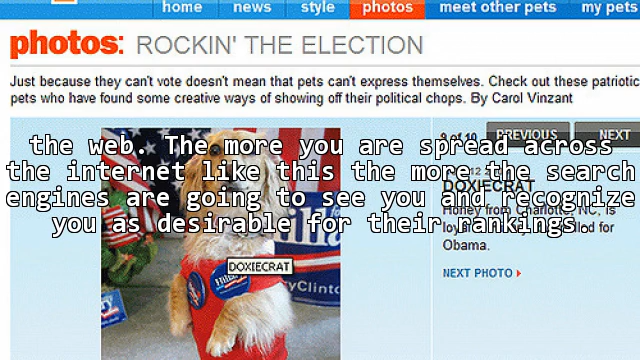 home news style photos meet other pets my pets
photos: ROCKIN' THE ELECTION
Just because they can't vote doesn't mean that pets can't express themselves. Check out these patriotic
pets who have found some creative ways of showing off their political chops. By Carol Vinzant
9 of 10 PREVIOUS NEXT
the web. The more you are spread across
the internet like this the more the search
engines are going to see you and recognize
you as desirable for their rankings.
DOXIECRAT
Honey from Charlotte, NC, is
for
Obama.
DOXIECRAT
NEXT PHOTO